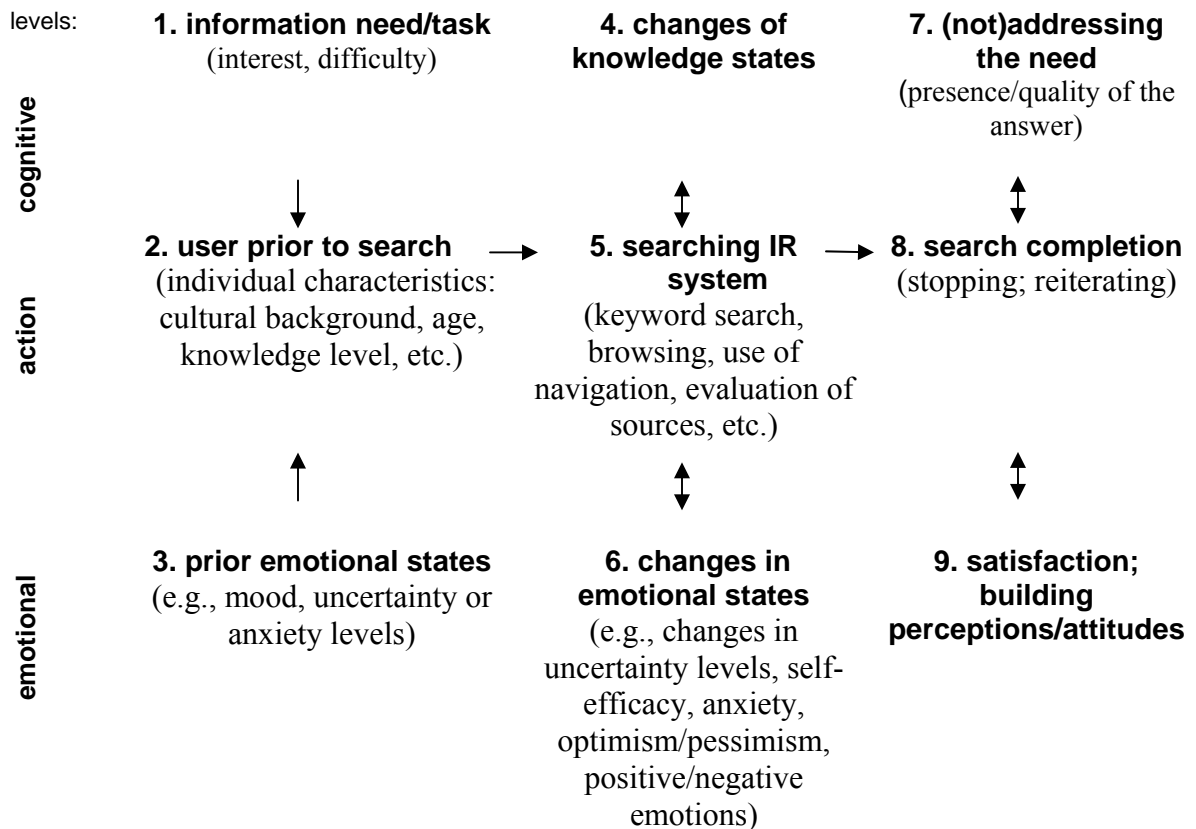 levels:
cognitive
action
emotional
1. information need/task
(interest, difficulty)
4. changes of
knowledge states
7. (not)addressing
the need
(presence/quality of the
answer)
2. user prior to search
(individual characteristics:
cultural background, age,
knowledge level, etc.)
5. searching IR
system
(keyword search,
browsing, use of
navigation, evaluation of
sources, etc.)
8. search completion
(stopping; reiterating)
3. prior emotional states
(e.g., mood, uncertainty or
anxiety levels)
6. changes in
emotional states
(e.g., changes in
uncertainty levels, self-
efficacy, anxiety,
optimism/pessimism,
positive/negative
emotions)
9. satisfaction;
building
perceptions/attitudes